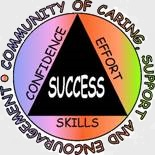 COMMUNITY OF CARING, SUPPORT AND ENCOURAGEMENT •
CONFIDENCE
EFFORT
SUCCESS
SKILLS